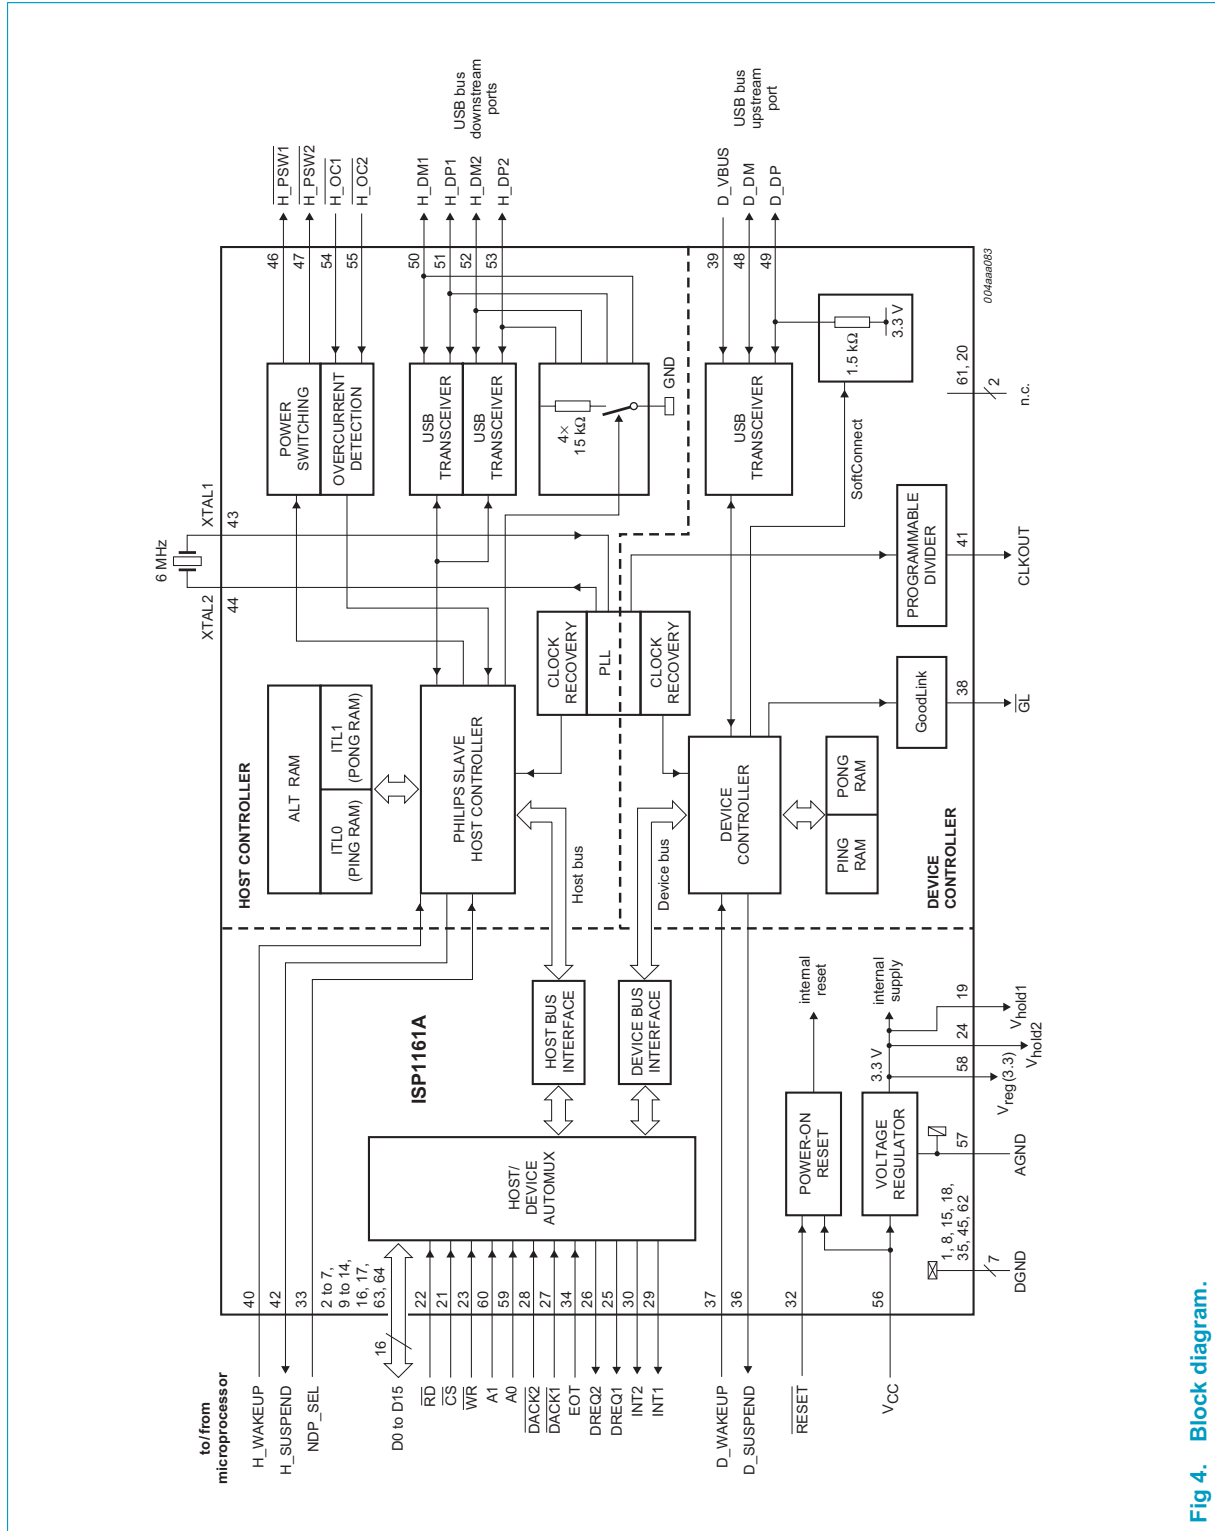 to/from
microprocessor
H_WAKEUP
40
H_SUSPEND
42
NDP_SEL
33
D0 to D15
16
2 to 7,
9 to 14,
16, 17,
63, 64
RD
22
CS
21
WR
23
A1
60
A0
59
DACK2
28
DACK1
27
EOT
34
DREQ2
26
DREQ1
25
INT2
30
INT1
29
D_WAKEUP
37
D_SUSPEND
36
RESET
32
VCC
56
DGND
7
1, 8, 15, 18,
35, 45, 62
AGND
57
HOST/
DEVICE
AUTOMUX
ISP1161A
HOST BUS
INTERFACE
DEVICE BUS
INTERFACE
POWER-ON
RESET
internal
reset
VOLTAGE
REGULATOR
3.3 V
internal
supply
58
Vreg(3.3)
24
Vhold2
19
Vhold1
HOST CONTROLLER
ALT RAM
ITL0
(PING RAM)
ITL1
(PONG RAM)
PHILIPS SLAVE
HOST CONTROLLER
Host bus
Device bus
DEVICE
CONTROLLER
PING
RAM
PONG
RAM
DEVICE
CONTROLLER
CLOCK
RECOVERY
PLL
CLOCK
RECOVERY
GoodLink
38
GL
PROGRAMMABLE
DIVIDER
41
CLKOUT
XTAL2
44
6 MHz
XTAL1
43
POWER
SWITCHING
OVERCURRENT
DETECTION
USB
TRANSCEIVER
USB
TRANSCEIVER
4×
15 kΩ
GND
USB
TRANSCEIVER
SoftConnect
1.5 kΩ
3.3 V
61, 20
2
n.c.
46
H_PSW1
47
H_PSW2
54
H_OC1
55
H_OC2
50
H_DM1
51
H_DP1
52
H_DM2
53
H_DP2
USB bus
downstream
ports
39
D_VBUS
48
D_DM
49
D_DP
USB bus
upstream
port
004aaa083
Fig 4. Block diagram.